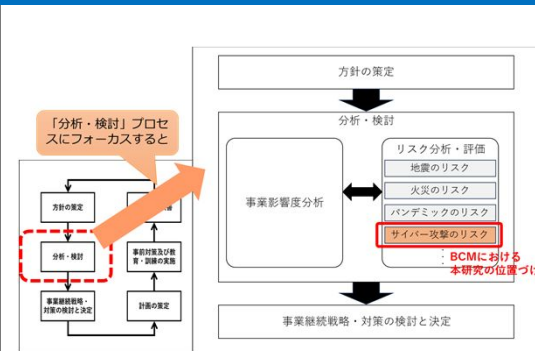 「分析・検討」プロセ
スにフォーカスすると
方針の策定
分析・検討
事業継続戦略・
対策の検討と決定
計画の策定
事前対策及び教
育・訓練の実施
方針の策定
分析・検討
事業影響度分析
リスク分析・評価
地震のリスク
火災のリスク
パンデミックのリスク
サイバー攻撃のリスク
BCMにおける
本研究の位置づけ
事業継続戦略・対策の検討と決定